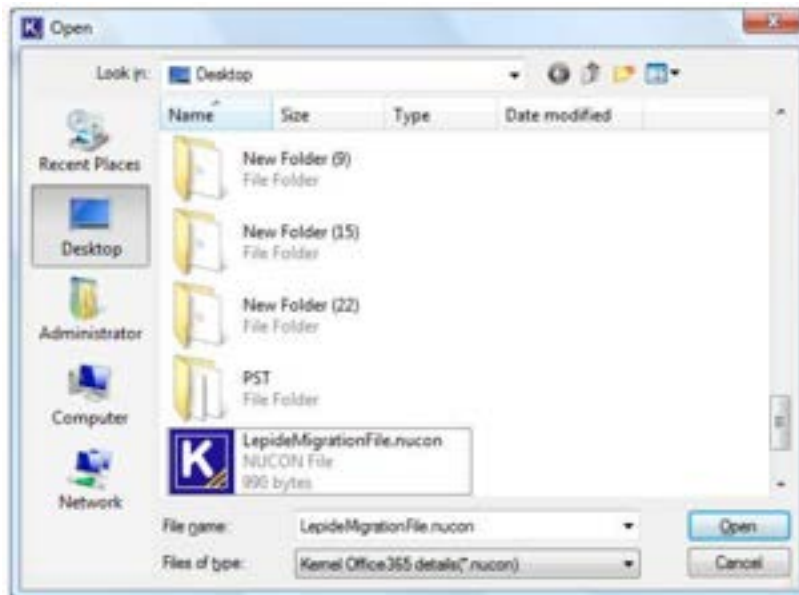 K Open
Look in: Desktop
Name Size Type Date modified
Recent Places
Desktop
Administrator
Computer
Network
New Folder (9)
File Folder
New Folder (15)
File Folder
New Folder (22)
File Folder
PST
File Folder
K
LepideMigrationFile.nucon
NUCON File
990 bytes
File name: LepideMigrationFile.nucon Open
Files of type: Kernel Office365 details(*.nucon) Cancel